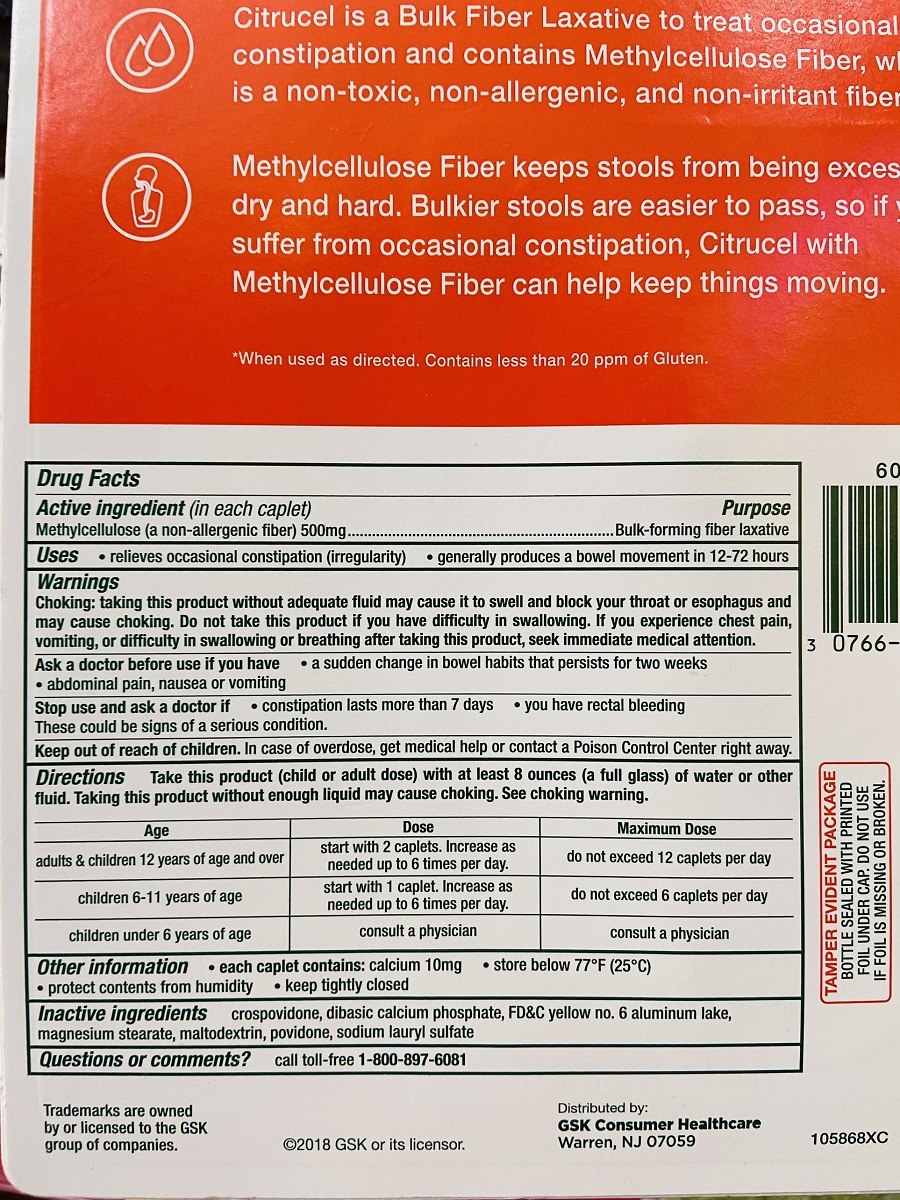 Citrucel is a Bulk Fiber Laxative to treat occasional
constipation and contains Methylcellulose Fiber,
is a non-toxic, non-allergenic, and non-irritant fiber
Methylcellulose Fiber keeps stools from being
dry and hard. Bulkier stools are easier to pass, so if
suffer from occasional constipation, Citrucel with
Methylcellulose Fiber can help keep things moving.
*When used as directed. Contains less than 20 ppm of Gluten.
Drug Facts
Active ingredient (in each caplet) Purpose
Methylcellulose (a non-allergenic fiber) 500mg..........Bulk-forming fiber laxative
Uses • relieves occasional constipation (irregularity) • generally produces a bowel movement in 12-72 hours
Warnings
Choking: taking this product without adequate fluid may cause it to swell and block your throat or esophagus and
may cause choking. Do not take this product if you have difficulty in swallowing. If you experience chest pain,
vomiting, or difficulty in swallowing or breathing after taking this product, seek immediate medical attention.
Ask a doctor before use if you have • a sudden change in bowel habits that persists for two weeks
• abdominal pain, nausea or vomiting
Stop use and ask a doctor if • constipation lasts more than 7 days • you have rectal bleeding
These could be signs of a serious condition.
Keep out of reach of children. In case of overdose, get medical help or contact a Poison Control Center right away.
Directions Take this product (child or adult dose) with at least 8 ounces (a full glass) of water or other
fluid. Taking this product without enough liquid may cause choking. See choking warning.
Age Dose Maximum Dose
adults & children 12 years of age and over start with 2 caplets. Increase as needed up to 6 times per day. do not exceed 12 caplets per day
children 6-11 years of age start with 1 caplet. Increase as needed up to 6 times per day. do not exceed 6 caplets per day
children under 6 years of age consult a physician consult a physician
Other information • each caplet contains: calcium 10mg • store below 77°F (25°C)
• protect contents from humidity • keep tightly closed
Inactive ingredients crospovidone, dibasic calcium phosphate, FD&C yellow no. 6 aluminum lake,
magnesium stearate, maltodextrin, povidone, sodium lauryl sulfate
Questions or comments? call toll-free 1-800-897-6081
60
3 0766-
TAMPER EVIDENT PACKAGE
BOTTLE SEALED WITH PRINTED
FOIL UNDER CAP. DO NOT USE
IF FOIL IS MISSING OR BROKEN.
Trademarks are owned
by or licensed to the GSK
group of companies.
©2018 GSK or its licensor.
Distributed by:
GSK Consumer Healthcare
Warren, NJ 07059
105868XC